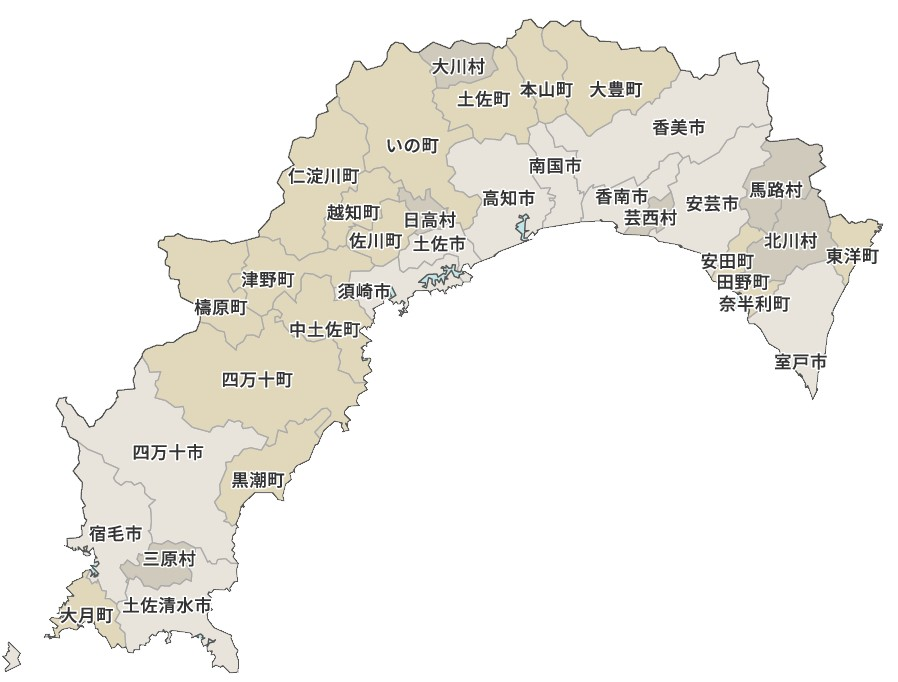 大川村
土佐町
本山町
大豊町
香美市
いの町
南国市
仁淀川町
馬路村
高知市
香南市
安芸市
越知町
日高村
芸西村
佐川町
土佐市
北川村
東洋町
安田町
津野町
田野町
須崎市
奈半利町
檮原町
中土佐町
室戸市
四万十町
四万十市
黒潮町
宿毛市
三原村
土佐清水市
大月町